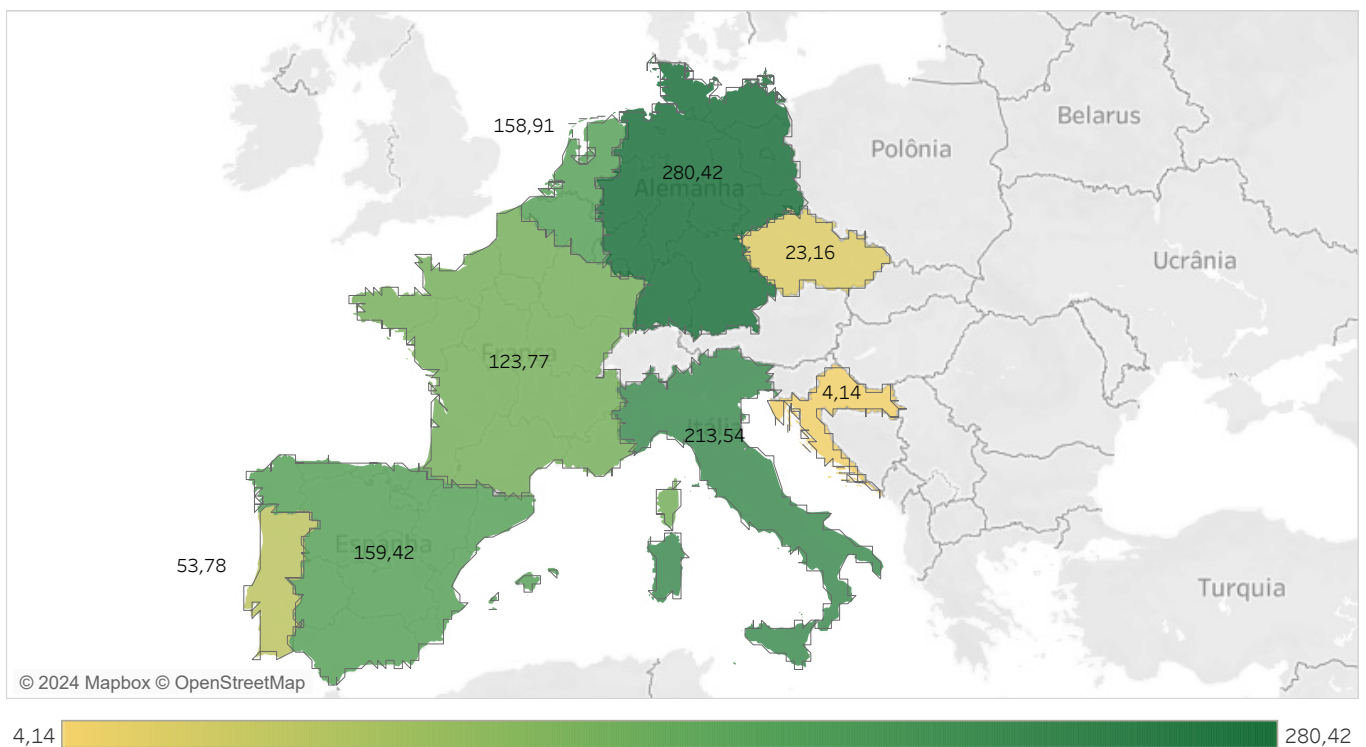 Belarus
158,91
Polônia
280,42
Alemanha
23,16
Ucrânia
França
123,77
4,14
Itália
213,54
Espanha
159,42
53,78
Turquia
© 2024 Mapbox © OpenStreetMap
4,14
280,42